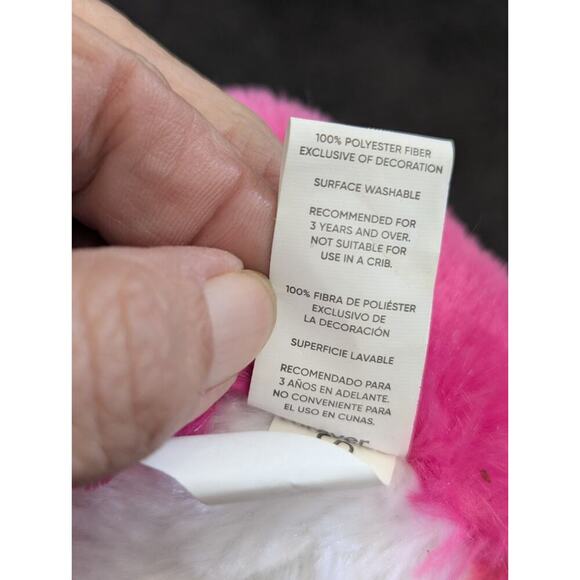 100% POLYESTER FIBER
EXCLUSIVE OF DECORATION
SURFACE WASHABLE
RECOMMENDED FOR
3 YEARS AND OVER.
NOT SUITABLE FOR
USE IN A CRIB.
100% FIBRA DE POLIÉSTER
EXCLUSIVO DE
LA DECORACIÓN
SUPERFICIE LAVABLE
RECOMENDADO PARA
3 AÑOS EN ADELANTE.
NO CONVENIENTE PARA
EL USO EN CUNAS.